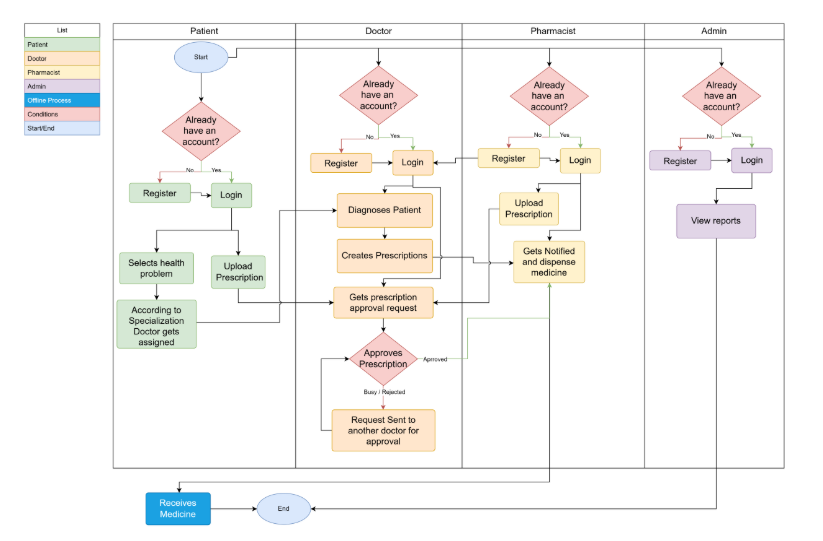 List
Patient
Doctor
Pharmacist
Admin
Offline Process
Conditions
Start/End
Patient
Doctor
Pharmacist
Admin
Start
Already
have an
account?
No
Yes
Register
Login
Selects health
problem
Upload
Prescription
According to
Specialization
Doctor gets
assigned
Already
have an
account?
No
Yes
Register
Login
Diagnoses Patient
Creates Prescriptions
Gets prescription
approval request
Approves
Prescription
Aprroved
Busy / Rejected
Request Sent to
another doctor for
approval
Already
have an
account?
No
Yes
Register
Login
Upload
Prescription
Gets Notified
and dispense
medicine
Already
have an
account?
No
Yes
Register
Login
View reports
Receives
Medicine
End